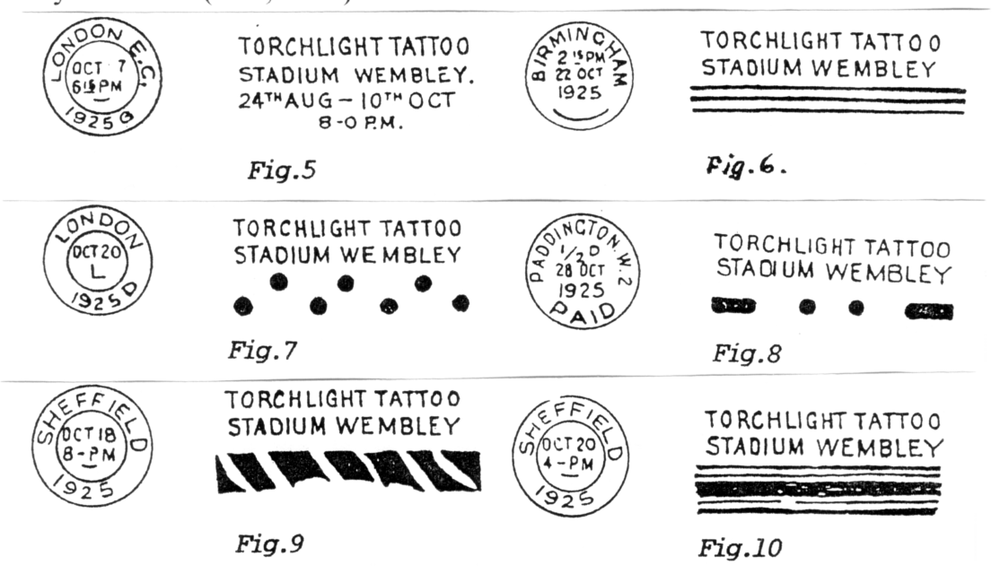 LONDON E.C.
OCT 7
6 15 PM
1925 G
TORCHLIGHT TATTOO
STADIUM WEMBLEY.
24TH AUG – 10TH OCT
8-0 P.M.
Fig.5
BIRMINGHAM
2 15 PM
22 OCT
1925
TORCHLIGHT TATTOO
STADIUM WEMBLEY
Fig.6.
LONDON
OCT 20
L
1925 D
TORCHLIGHT TATTOO
STADIUM WEMBLEY
Fig.7
PADDINGTON.W.2
1/2 D
28 OCT
1925
PAID
TORCHLIGHT TATTOO
STADIUM WEMBLEY
Fig.8
SHEFFIELD
OCT 18
8-PM
1925
TORCHLIGHT TATTOO
STADIUM WEMBLEY
Fig.9
SHEFFIELD
OCT 20
4-PM
1925
TORCHLIGHT TATTOO
STADIUM WEMBLEY
Fig.10